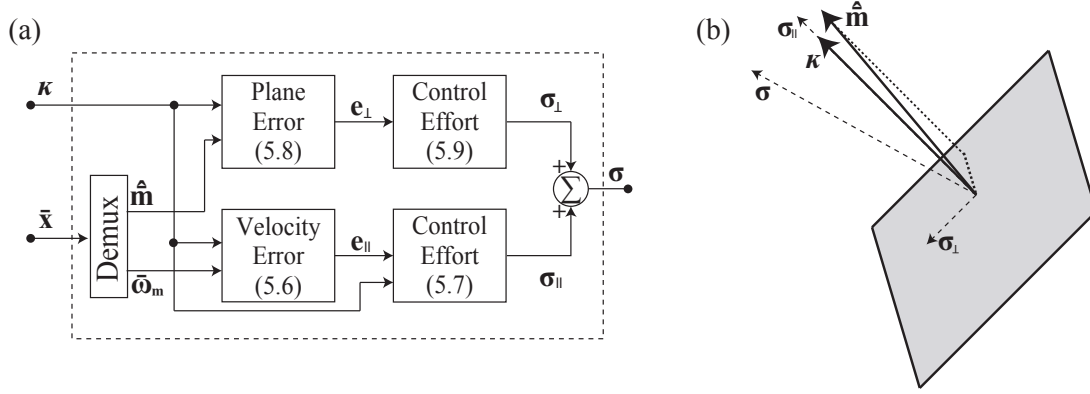 (a)
κ
Plane
Error
(5.8)
e⊥
Control
Effort
(5.9)
σ⊥
+
Σ
+
σ
x̄
Demux
m̂
ω̄m
Velocity
Error
(5.6)
e∥
Control
Effort
(5.7)
σ∥
(b)
σ∥
m̂
κ
σ
σ⊥